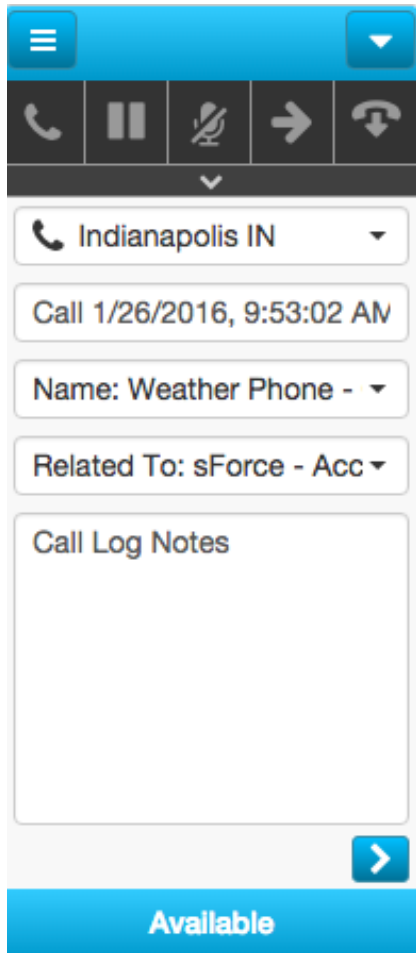 Indianapolis IN
Call 1/26/2016, 9:53:02 AM
Name: Weather Phone -
Related To: sForce - Acc
Call Log Notes
Available